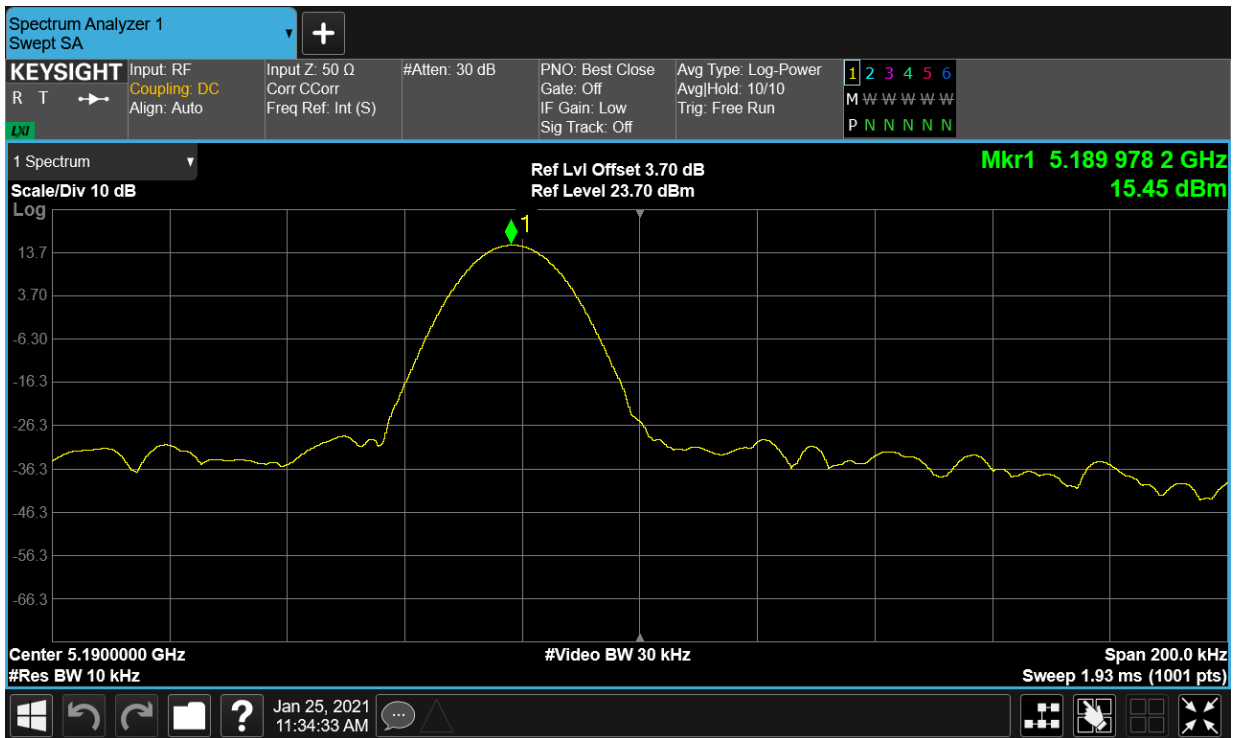 Spectrum Analyzer 1
Swept SA
+
KEYSIGHT
R T
LXI
Input: RF
Coupling: DC
Align: Auto
Input Z: 50 Ω
Corr CCorr
Freq Ref: Int (S)
#Atten: 30 dB
PNO: Best Close
Gate: Off
IF Gain: Low
Sig Track: Off
Avg Type: Log-Power
Avg|Hold: 10/10
Trig: Free Run
1 2 3 4 5 6
M W W W W W
P N N N N N
1 Spectrum
Scale/Div 10 dB
Log
Ref Lvl Offset 3.70 dB
Ref Level 23.70 dBm
Mkr1 5.189 978 2 GHz
15.45 dBm
1
13.7
3.70
-6.30
-16.3
-26.3
-36.3
-46.3
-56.3
-66.3
Center 5.1900000 GHz
#Res BW 10 kHz
#Video BW 30 kHz
Span 200.0 kHz
Sweep 1.93 ms (1001 pts)
?
Jan 25, 2021
11:34:33 AM